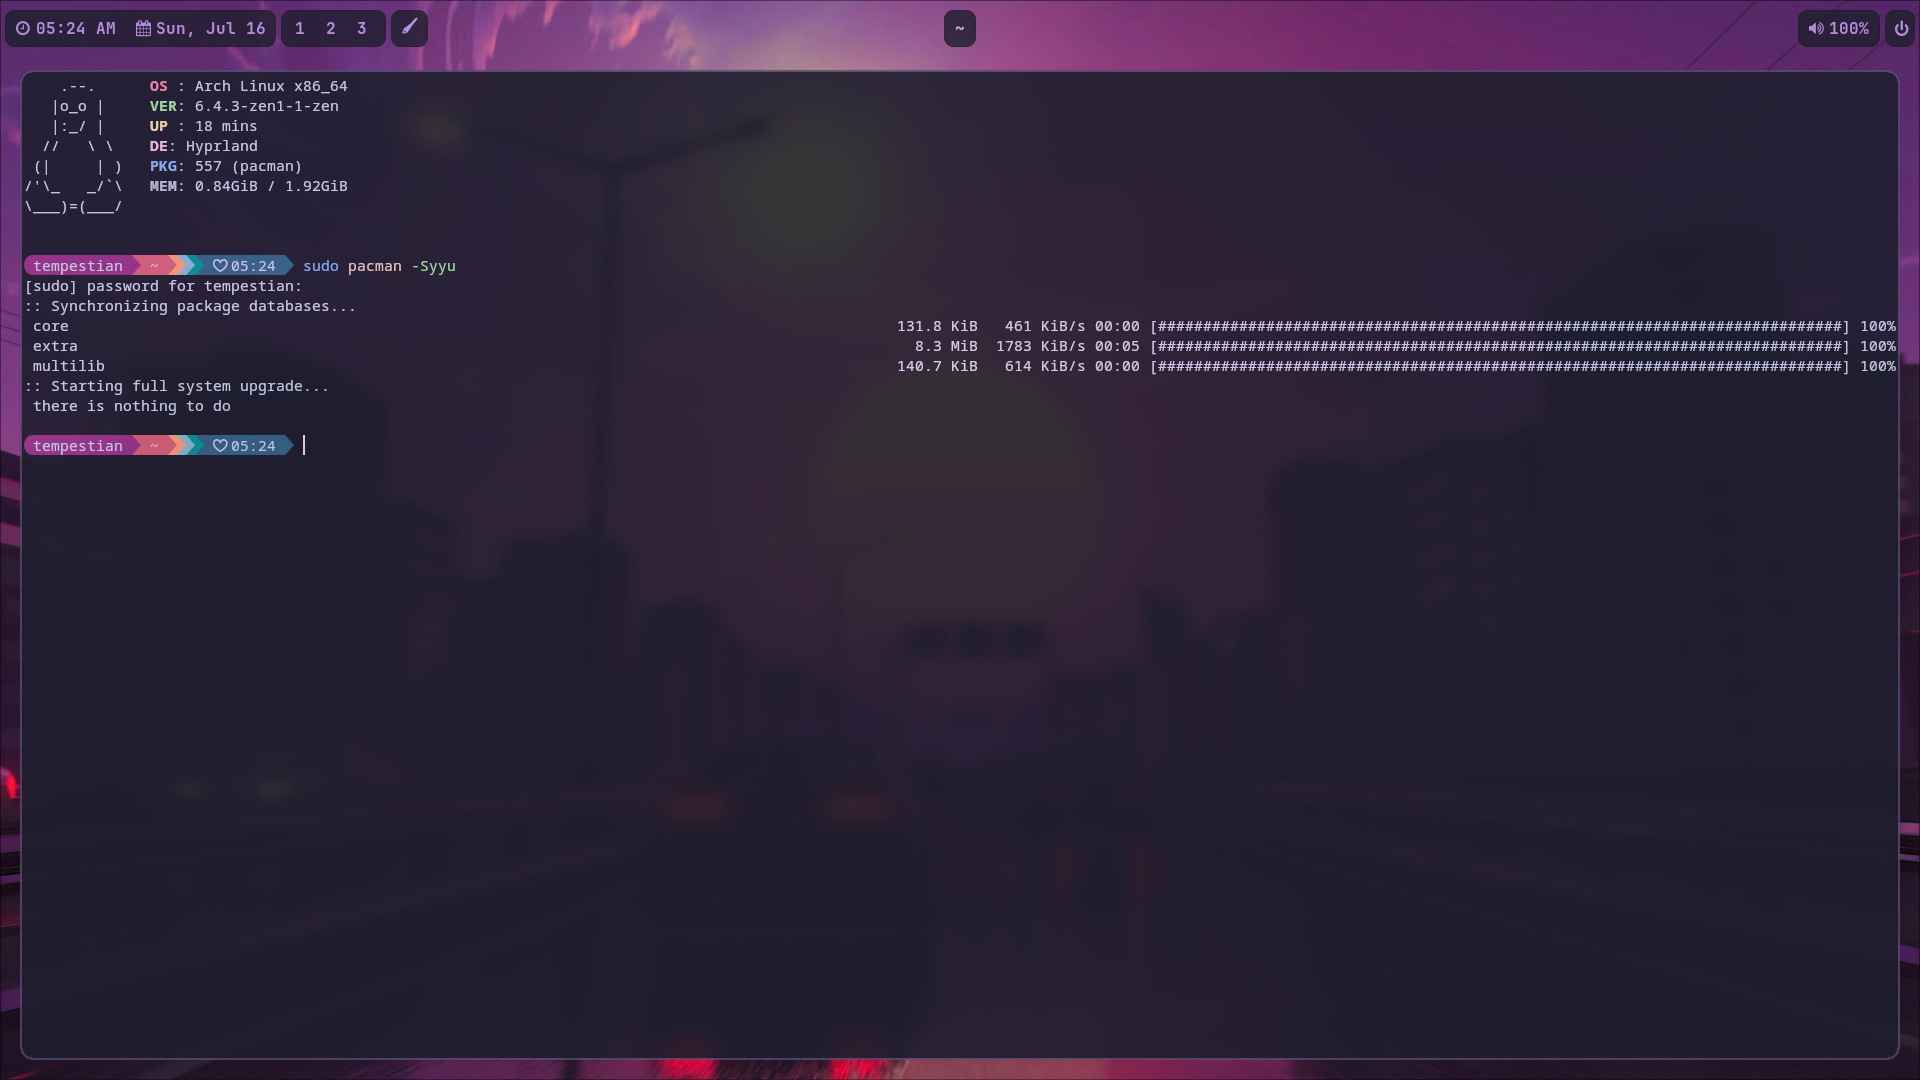 05:24 AM Sun, Jul 16 1 2 3 ~ 100%
.--. OS : Arch Linux x86_64
|o_o | VER: 6.4.3-zen1-1-zen
|:_/ | UP : 18 mins
// \ \ DE: Hyprland
(| | ) PKG: 557 (pacman)
/'\_ _/`\ MEM: 0.84GiB / 1.92GiB
\___)=(___/
tempestian ~ ♡05:24 sudo pacman -Syyu
[sudo] password for tempestian:
:: Synchronizing package databases...
core 131.8 KiB 461 KiB/s 00:00 [############################################################################] 100%
extra 8.3 MiB 1783 KiB/s 00:05 [############################################################################] 100%
multilib 140.7 KiB 614 KiB/s 00:00 [############################################################################] 100%
:: Starting full system upgrade...
there is nothing to do
tempestian ~ ♡05:24